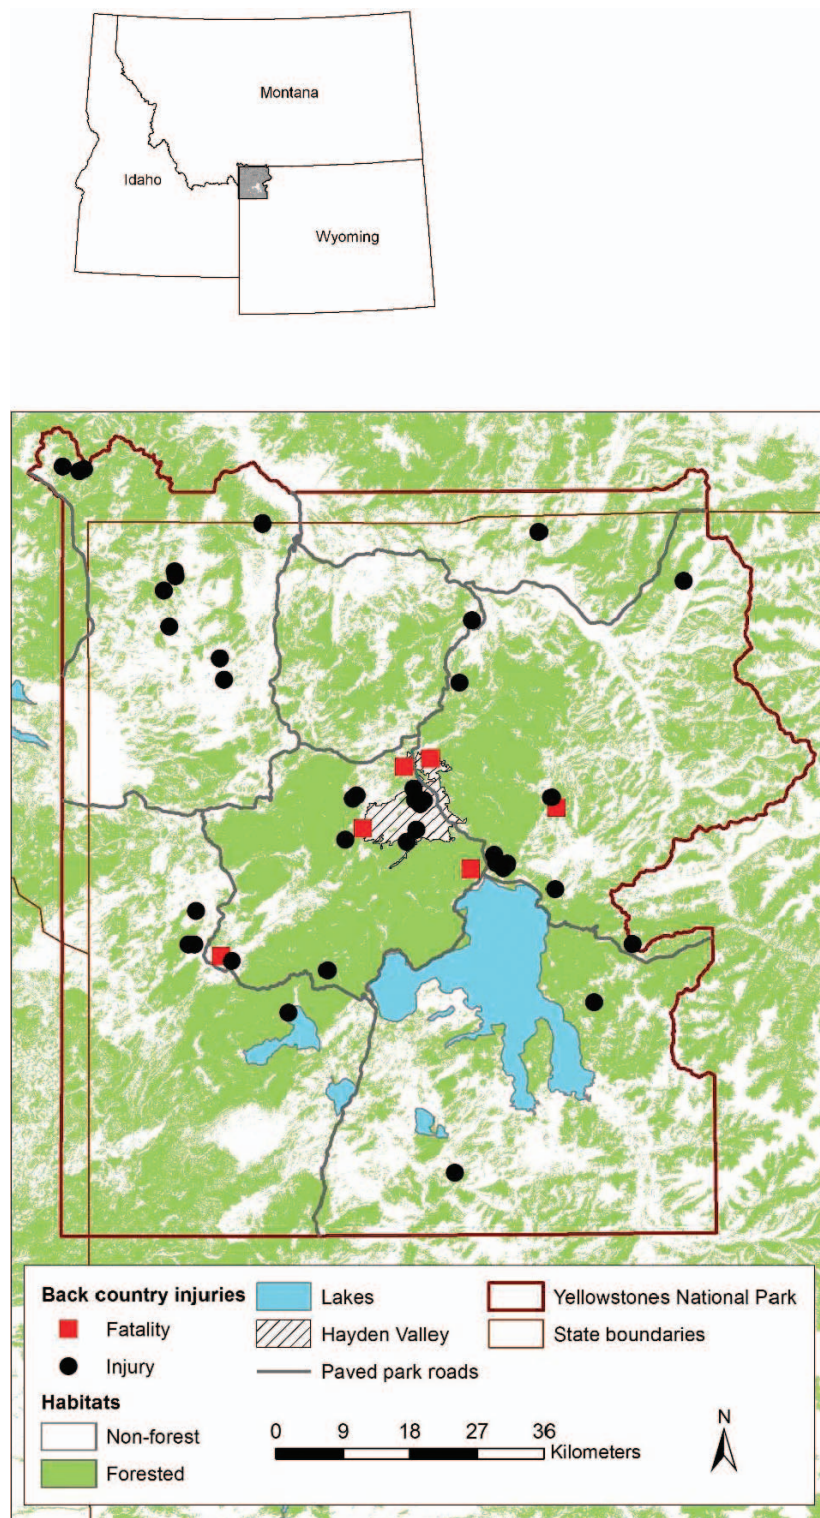 Montana
Idaho
Wyoming
Back country injuries
Fatality
Injury
Habitats
Non-forest
Forested
Lakes
Hayden Valley
Paved park roads
Yellowstones National Park
State boundaries
0 9 18 27 36
Kilometers
N